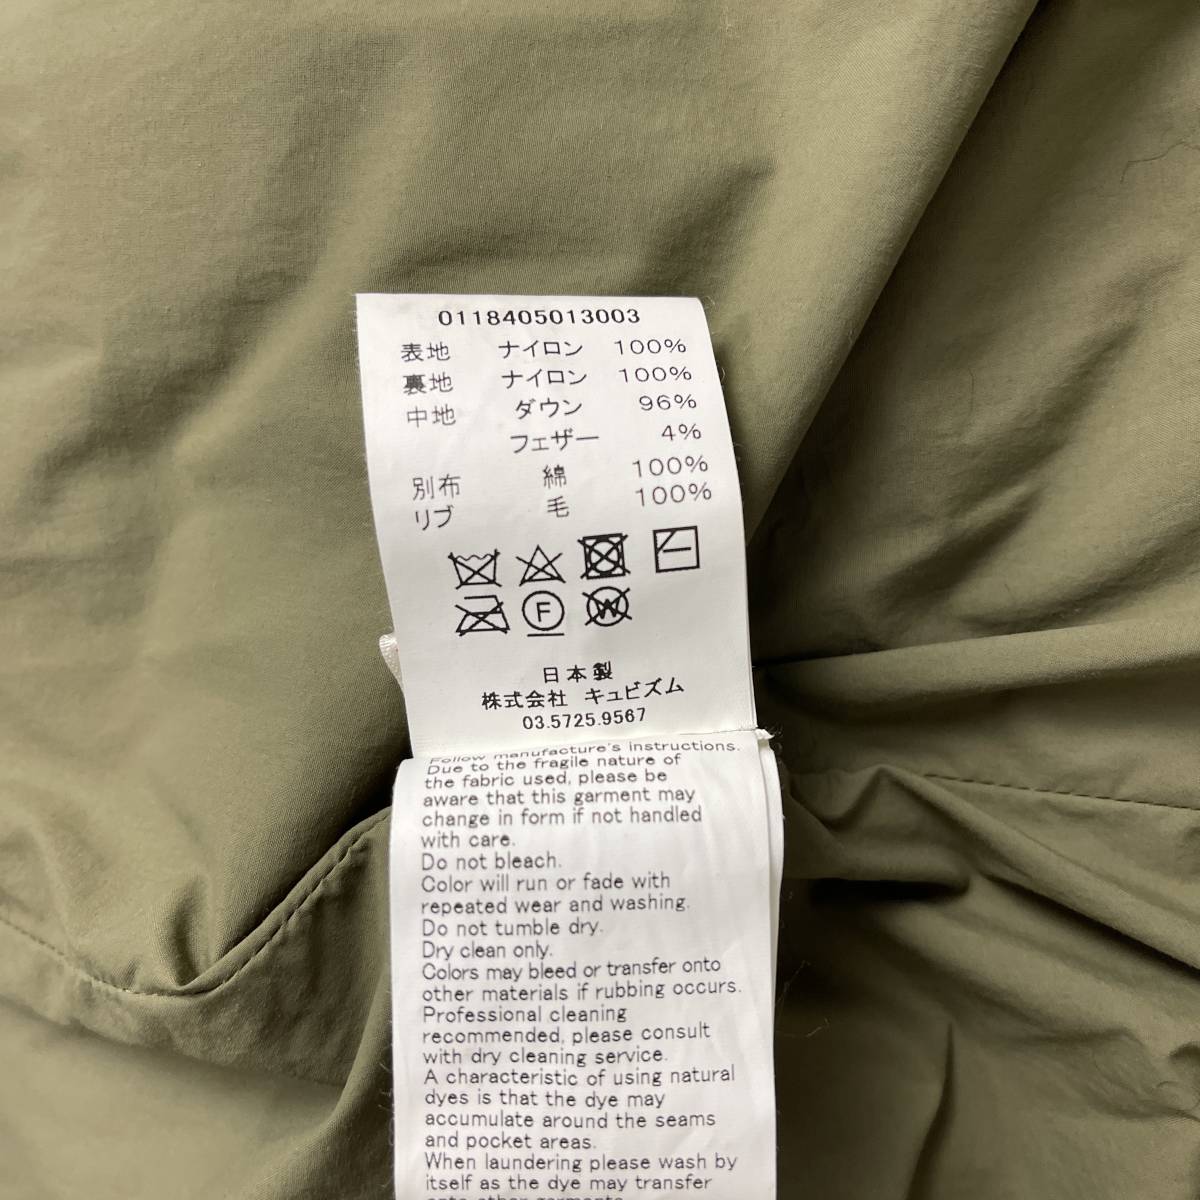 0118405013003
表地 ナイロン 100%
裏地 ナイロン 100%
中地 ダウン 96%
フェザー 4%
別布 綿 100%
リブ 毛 100%
F
W
日本製
株式会社 キュビズム
03.5725.9567
Follow manufacture's instructions.
Due to the fragile nature of
the fabric used, please be
aware that this garment may
change in form if not handled
with care.
Do not bleach.
Color will run or fade with
repeated wear and washing.
Do not tumble dry.
Dry clean only.
Colors may bleed or transfer onto
other materials if rubbing occurs.
Professional cleaning
recommended, please consult
with dry cleaning service.
A characteristic of using natural
dyes is that the dye may
accumulate around the seams
and pocket areas.
When laundering please wash by
itself as the dye may transfer
onto other garments.